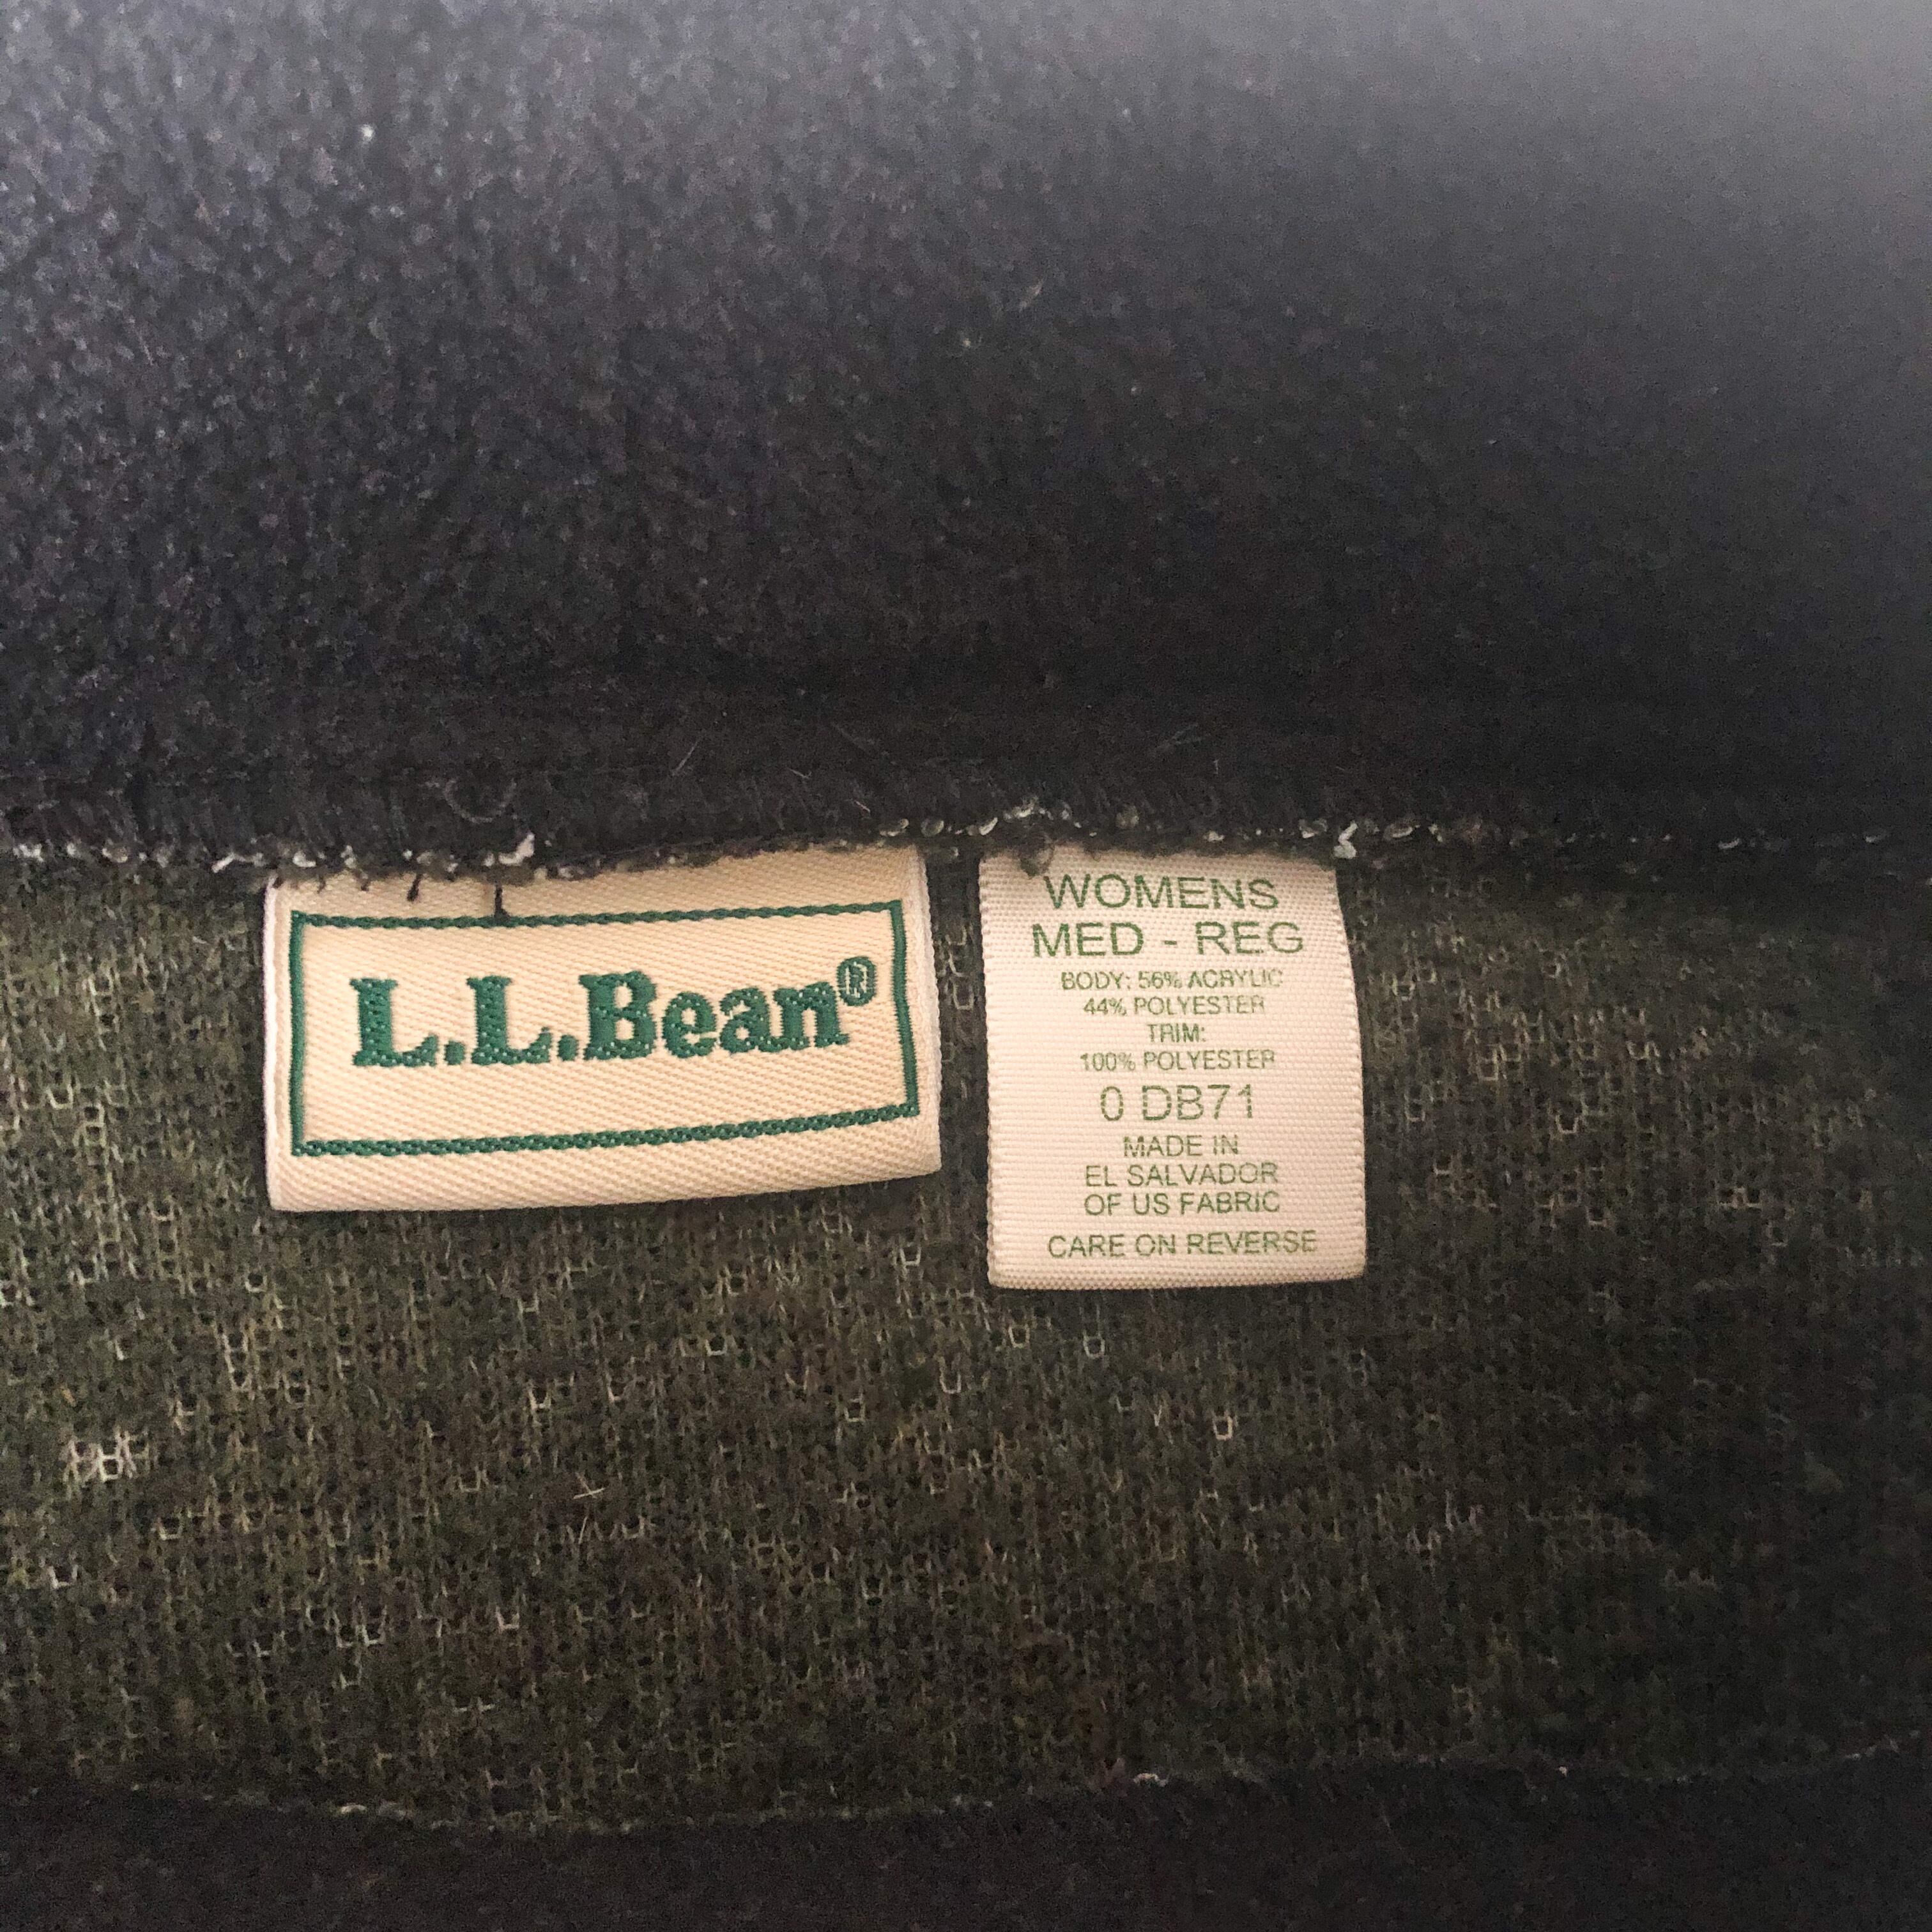 L.L.Bean®
WOMENS
MED - REG
BODY: 56% ACRYLIC
44% POLYESTER
TRIM:
100% POLYESTER
0 DB71
MADE IN
EL SALVADOR
OF US FABRIC
CARE ON REVERSE